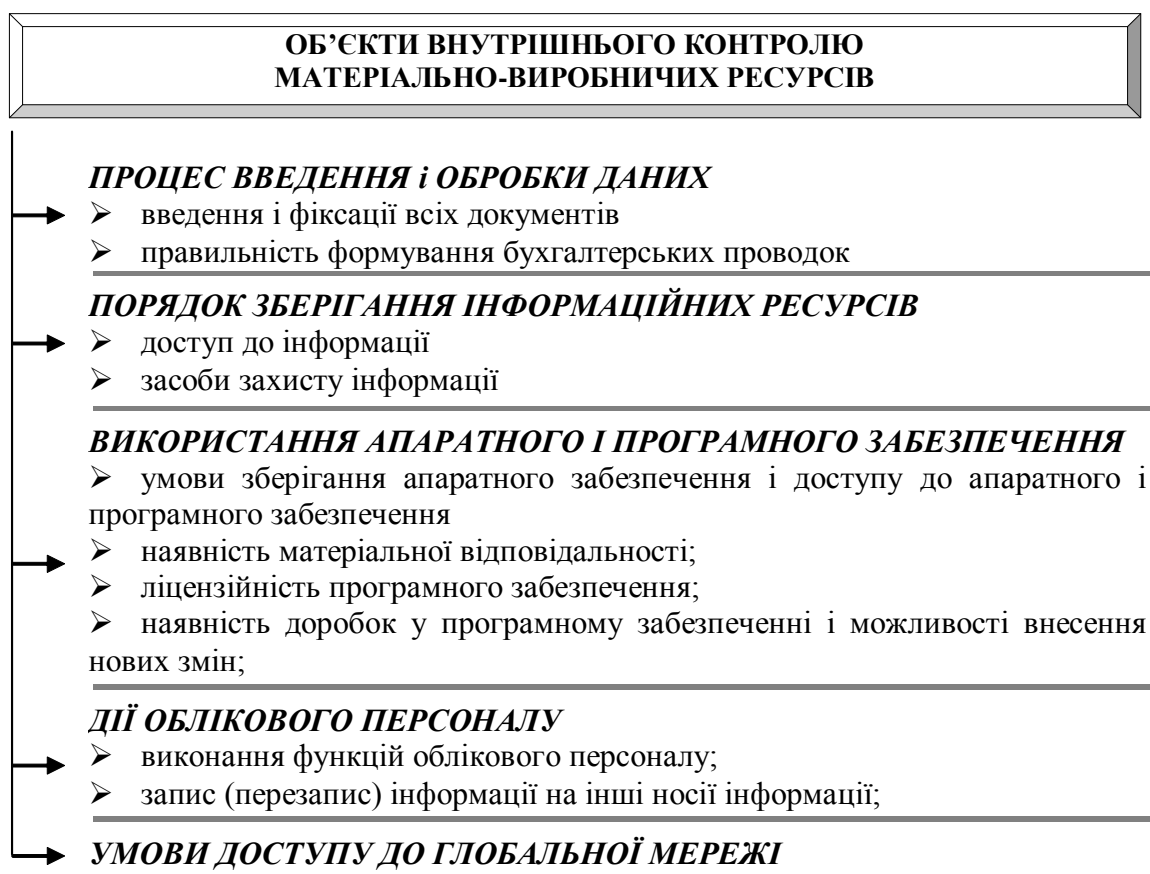 ОБ’ЄКТИ ВНУТРІШНЬОГО КОНТРОЛЮ
МАТЕРІАЛЬНО-ВИРОБНИЧИХ РЕСУРСІВ
ПРОЦЕС ВВЕДЕННЯ і ОБРОБКИ ДАНИХ
➢ введення і фіксації всіх документів
➢ правильність формування бухгалтерських проводок
ПОРЯДОК ЗБЕРІГАННЯ ІНФОРМАЦІЙНИХ РЕСУРСІВ
➢ доступ до інформації
➢ засоби захисту інформації
ВИКОРИСТАННЯ АПАРАТНОГО І ПРОГРАМНОГО ЗАБЕЗПЕЧЕННЯ
➢ умови зберігання апаратного забезпечення і доступу до апаратного і
програмного забезпечення
➢ наявність матеріальної відповідальності;
➢ ліцензійність програмного забезпечення;
➢ наявність доробок у програмному забезпеченні і можливості внесення
нових змін;
ДІЇ ОБЛІКОВОГО ПЕРСОНАЛУ
➢ виконання функцій облікового персоналу;
➢ запис (перезапис) інформації на інші носії інформації;
УМОВИ ДОСТУПУ ДО ГЛОБАЛЬНОЇ МЕРЕЖІ